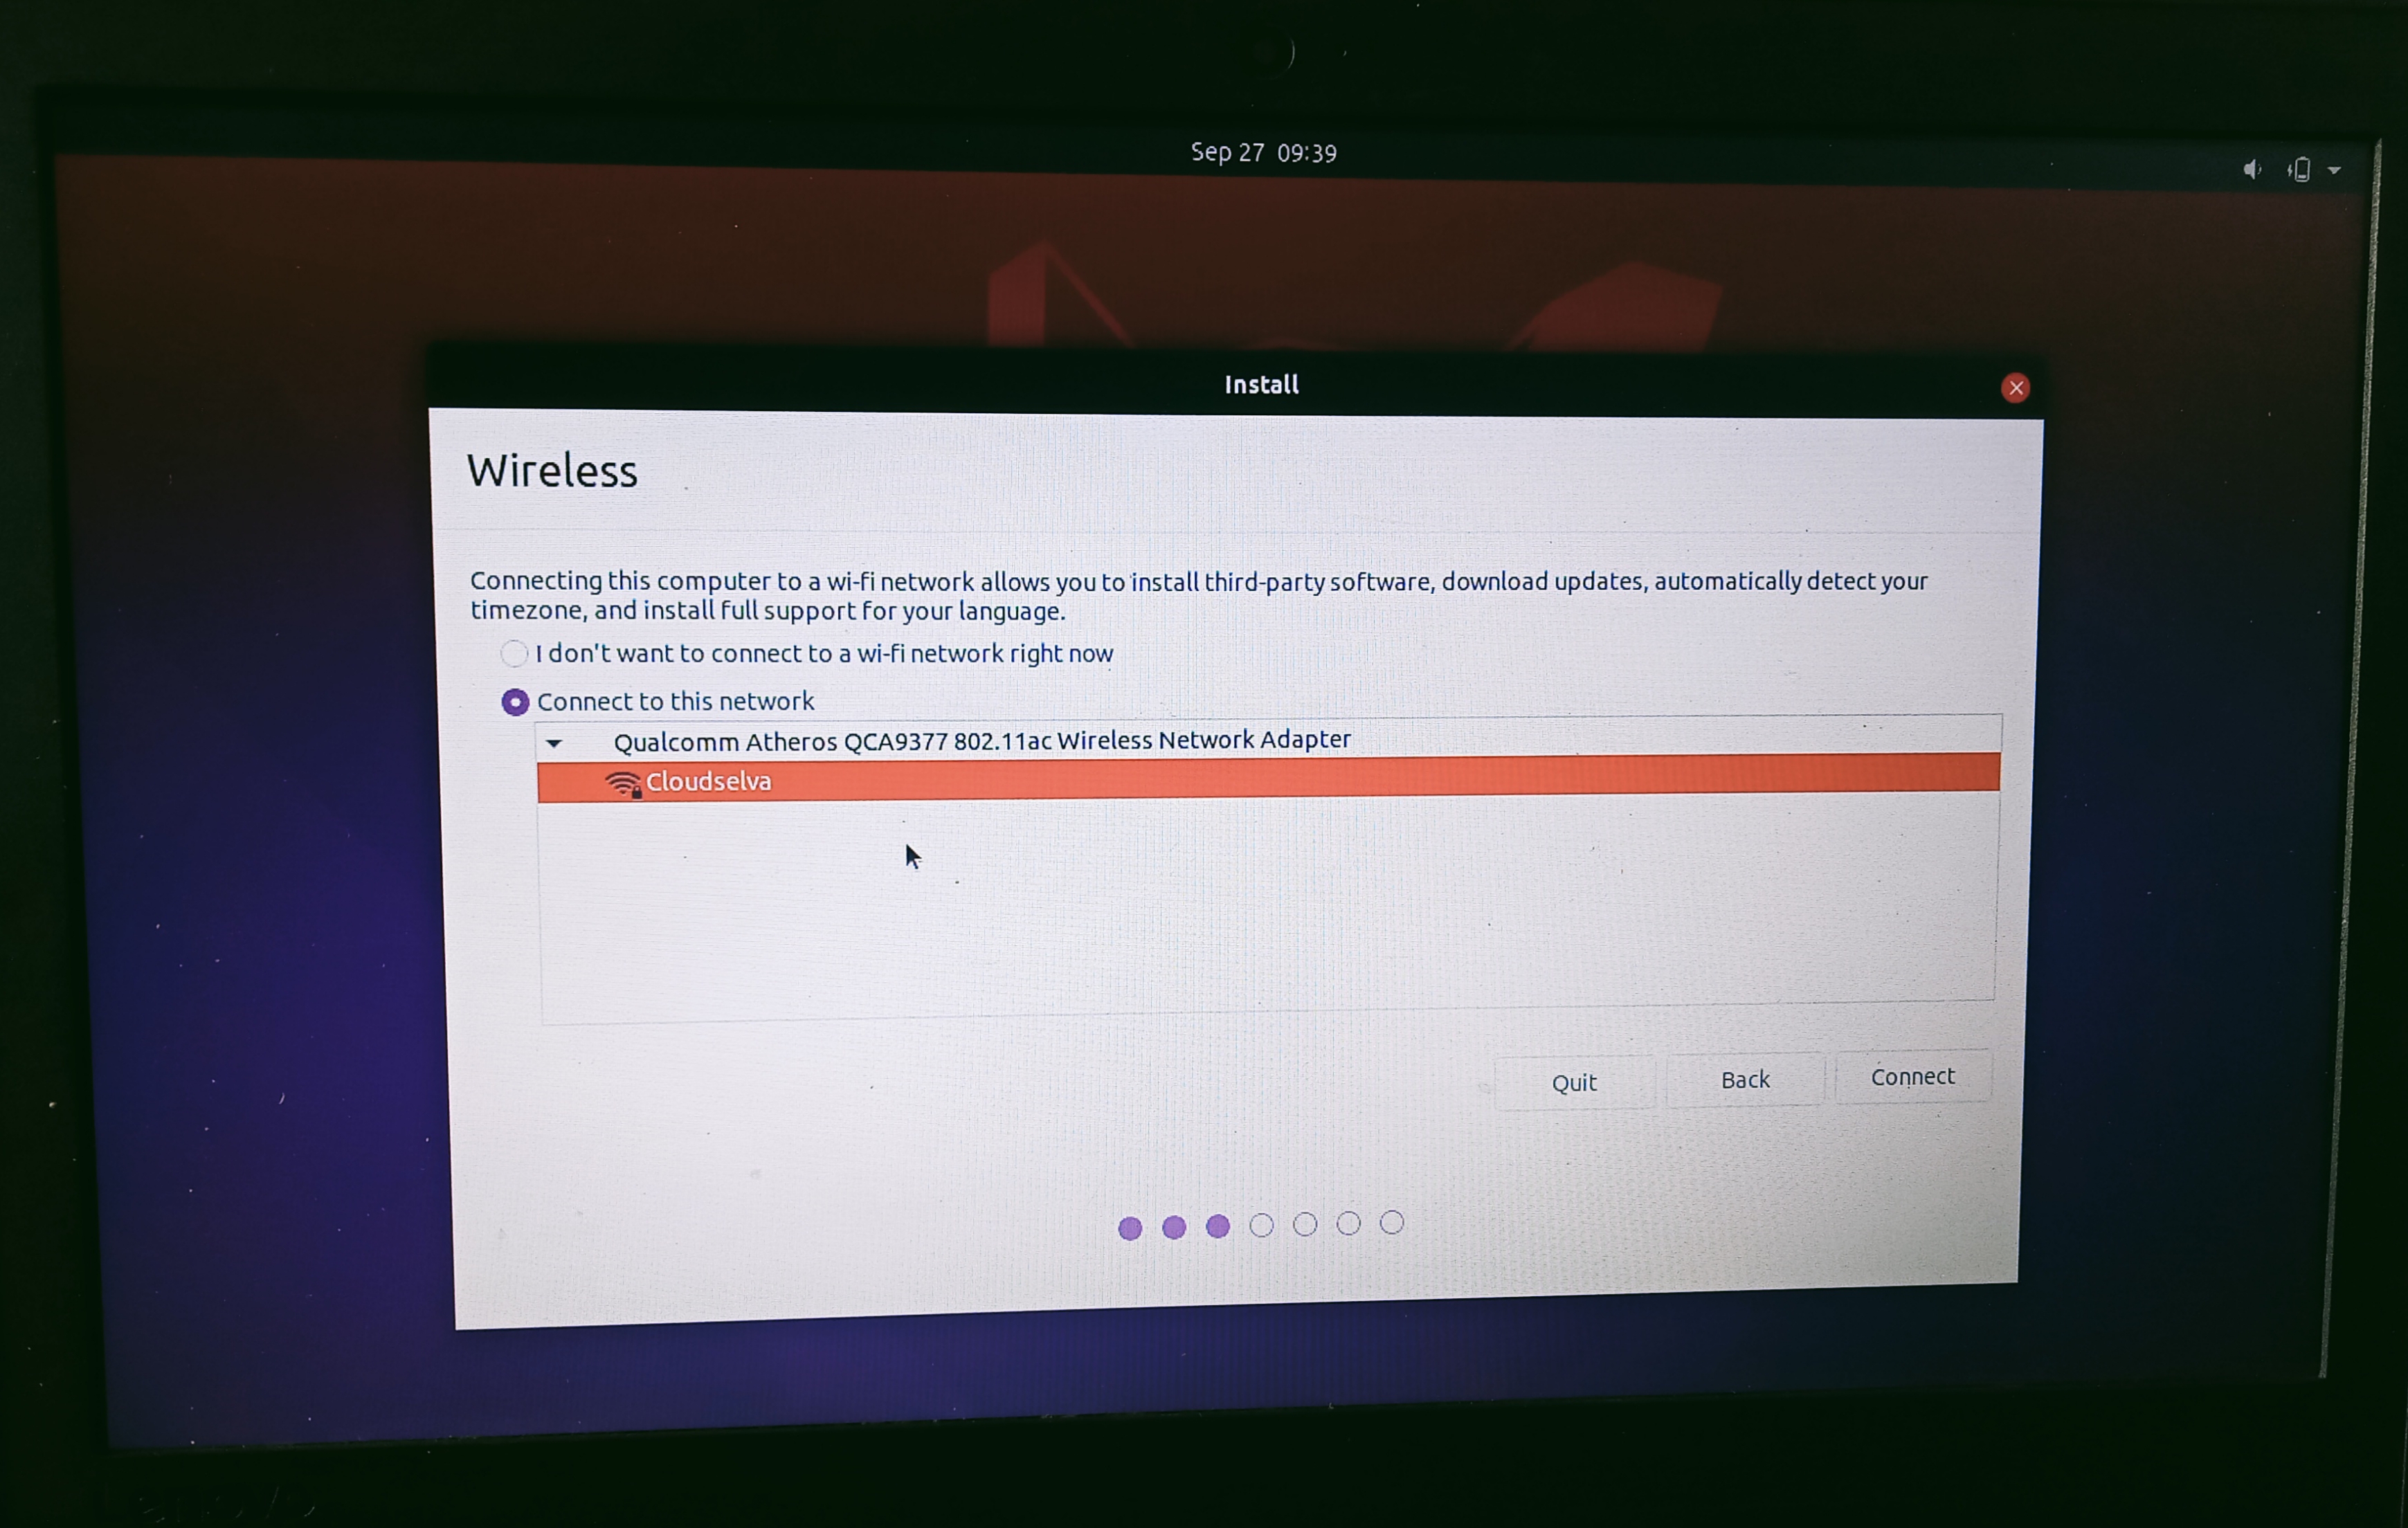 Sep 27 09:39
Install
Wireless
Connecting this computer to a wi-fi network allows you to install third-party software, download updates, automatically detect your
timezone, and install full support for your language.
I don't want to connect to a wi-fi network right now
Connect to this network
Qualcomm Atheros QCA9377 802.11ac Wireless Network Adapter
Cloudselva
Quit Back Connect